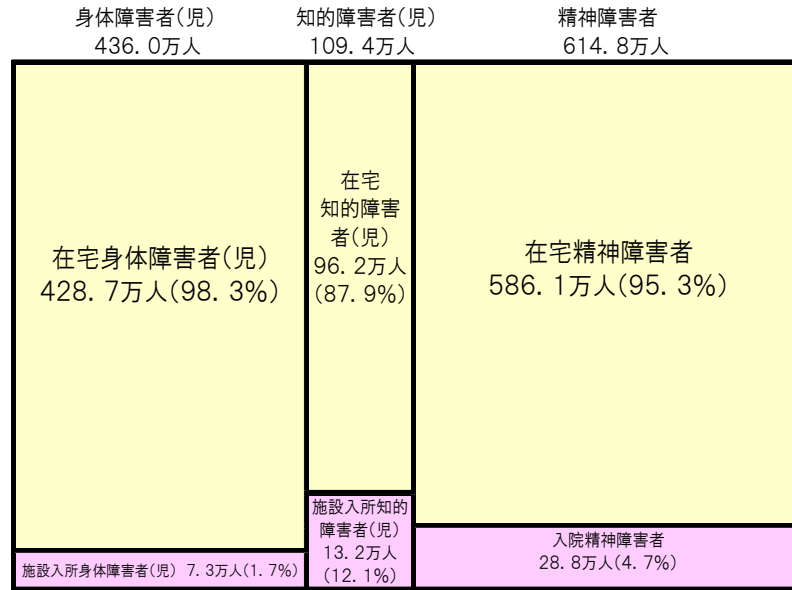 身体障害者(児)
436.0万人
知的障害者(児)
109.4万人
精神障害者
614.8万人
在宅身体障害者(児)
428.7万人(98.3%)
在宅
知的障害
者(児)
96.2万人
(87.9%)
在宅精神障害者
586.1万人(95.3%)
施設入所身体障害者(児) 7.3万人(1.7%)
施設入所知的
障害者(児)
13.2万人
(12.1%)
入院精神障害者
28.8万人(4.7%)